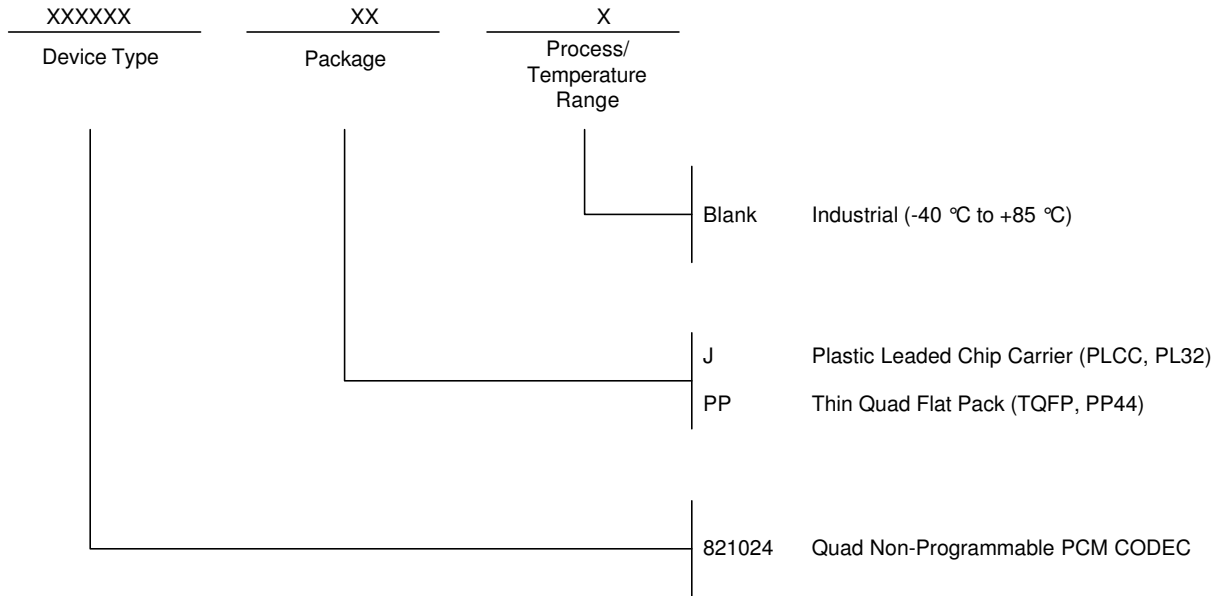 XXXXXX XX X
Device Type Package Process/
Temperature
Range
Blank Industrial (-40 °C to +85 °C)
J Plastic Leaded Chip Carrier (PLCC, PL32)
PP Thin Quad Flat Pack (TQFP, PP44)
821024 Quad Non-Programmable PCM CODEC